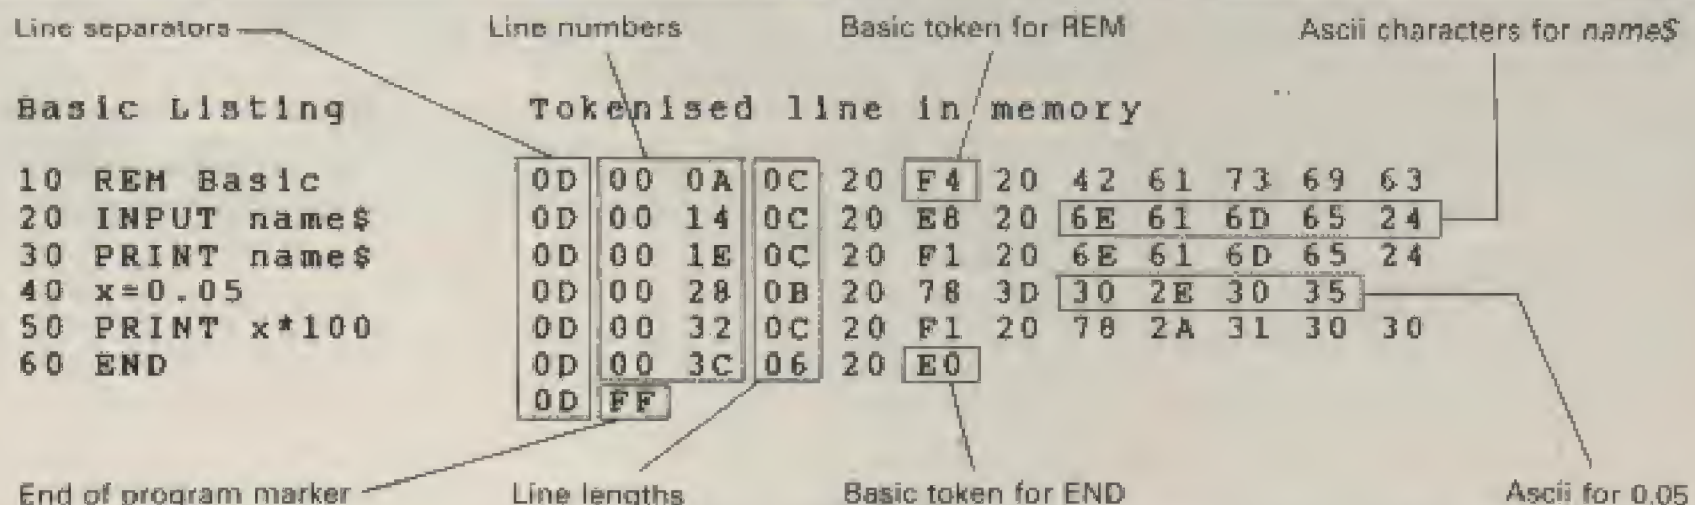 Line separators Line numbers Basic token for REM Ascii characters for name$
Basic Listing Tokenised line in memory
10 REM Basic 0D 00 0A 0C 20 F4 20 42 61 73 69 63
20 INPUT name$ 0D 00 14 0C 20 E8 20 6E 61 6D 65 24
30 PRINT name$ 0D 00 1E 0C 20 F1 20 6E 61 6D 65 24
40 x=0.05 0D 00 28 0B 20 78 3D 30 2E 30 35
50 PRINT x*100 0D 00 32 0C 20 F1 20 78 2A 31 30 30
60 END 0D 00 3C 06 20 E0
0D FF
End of program marker Line lengths Basic token for END Ascii for 0.05